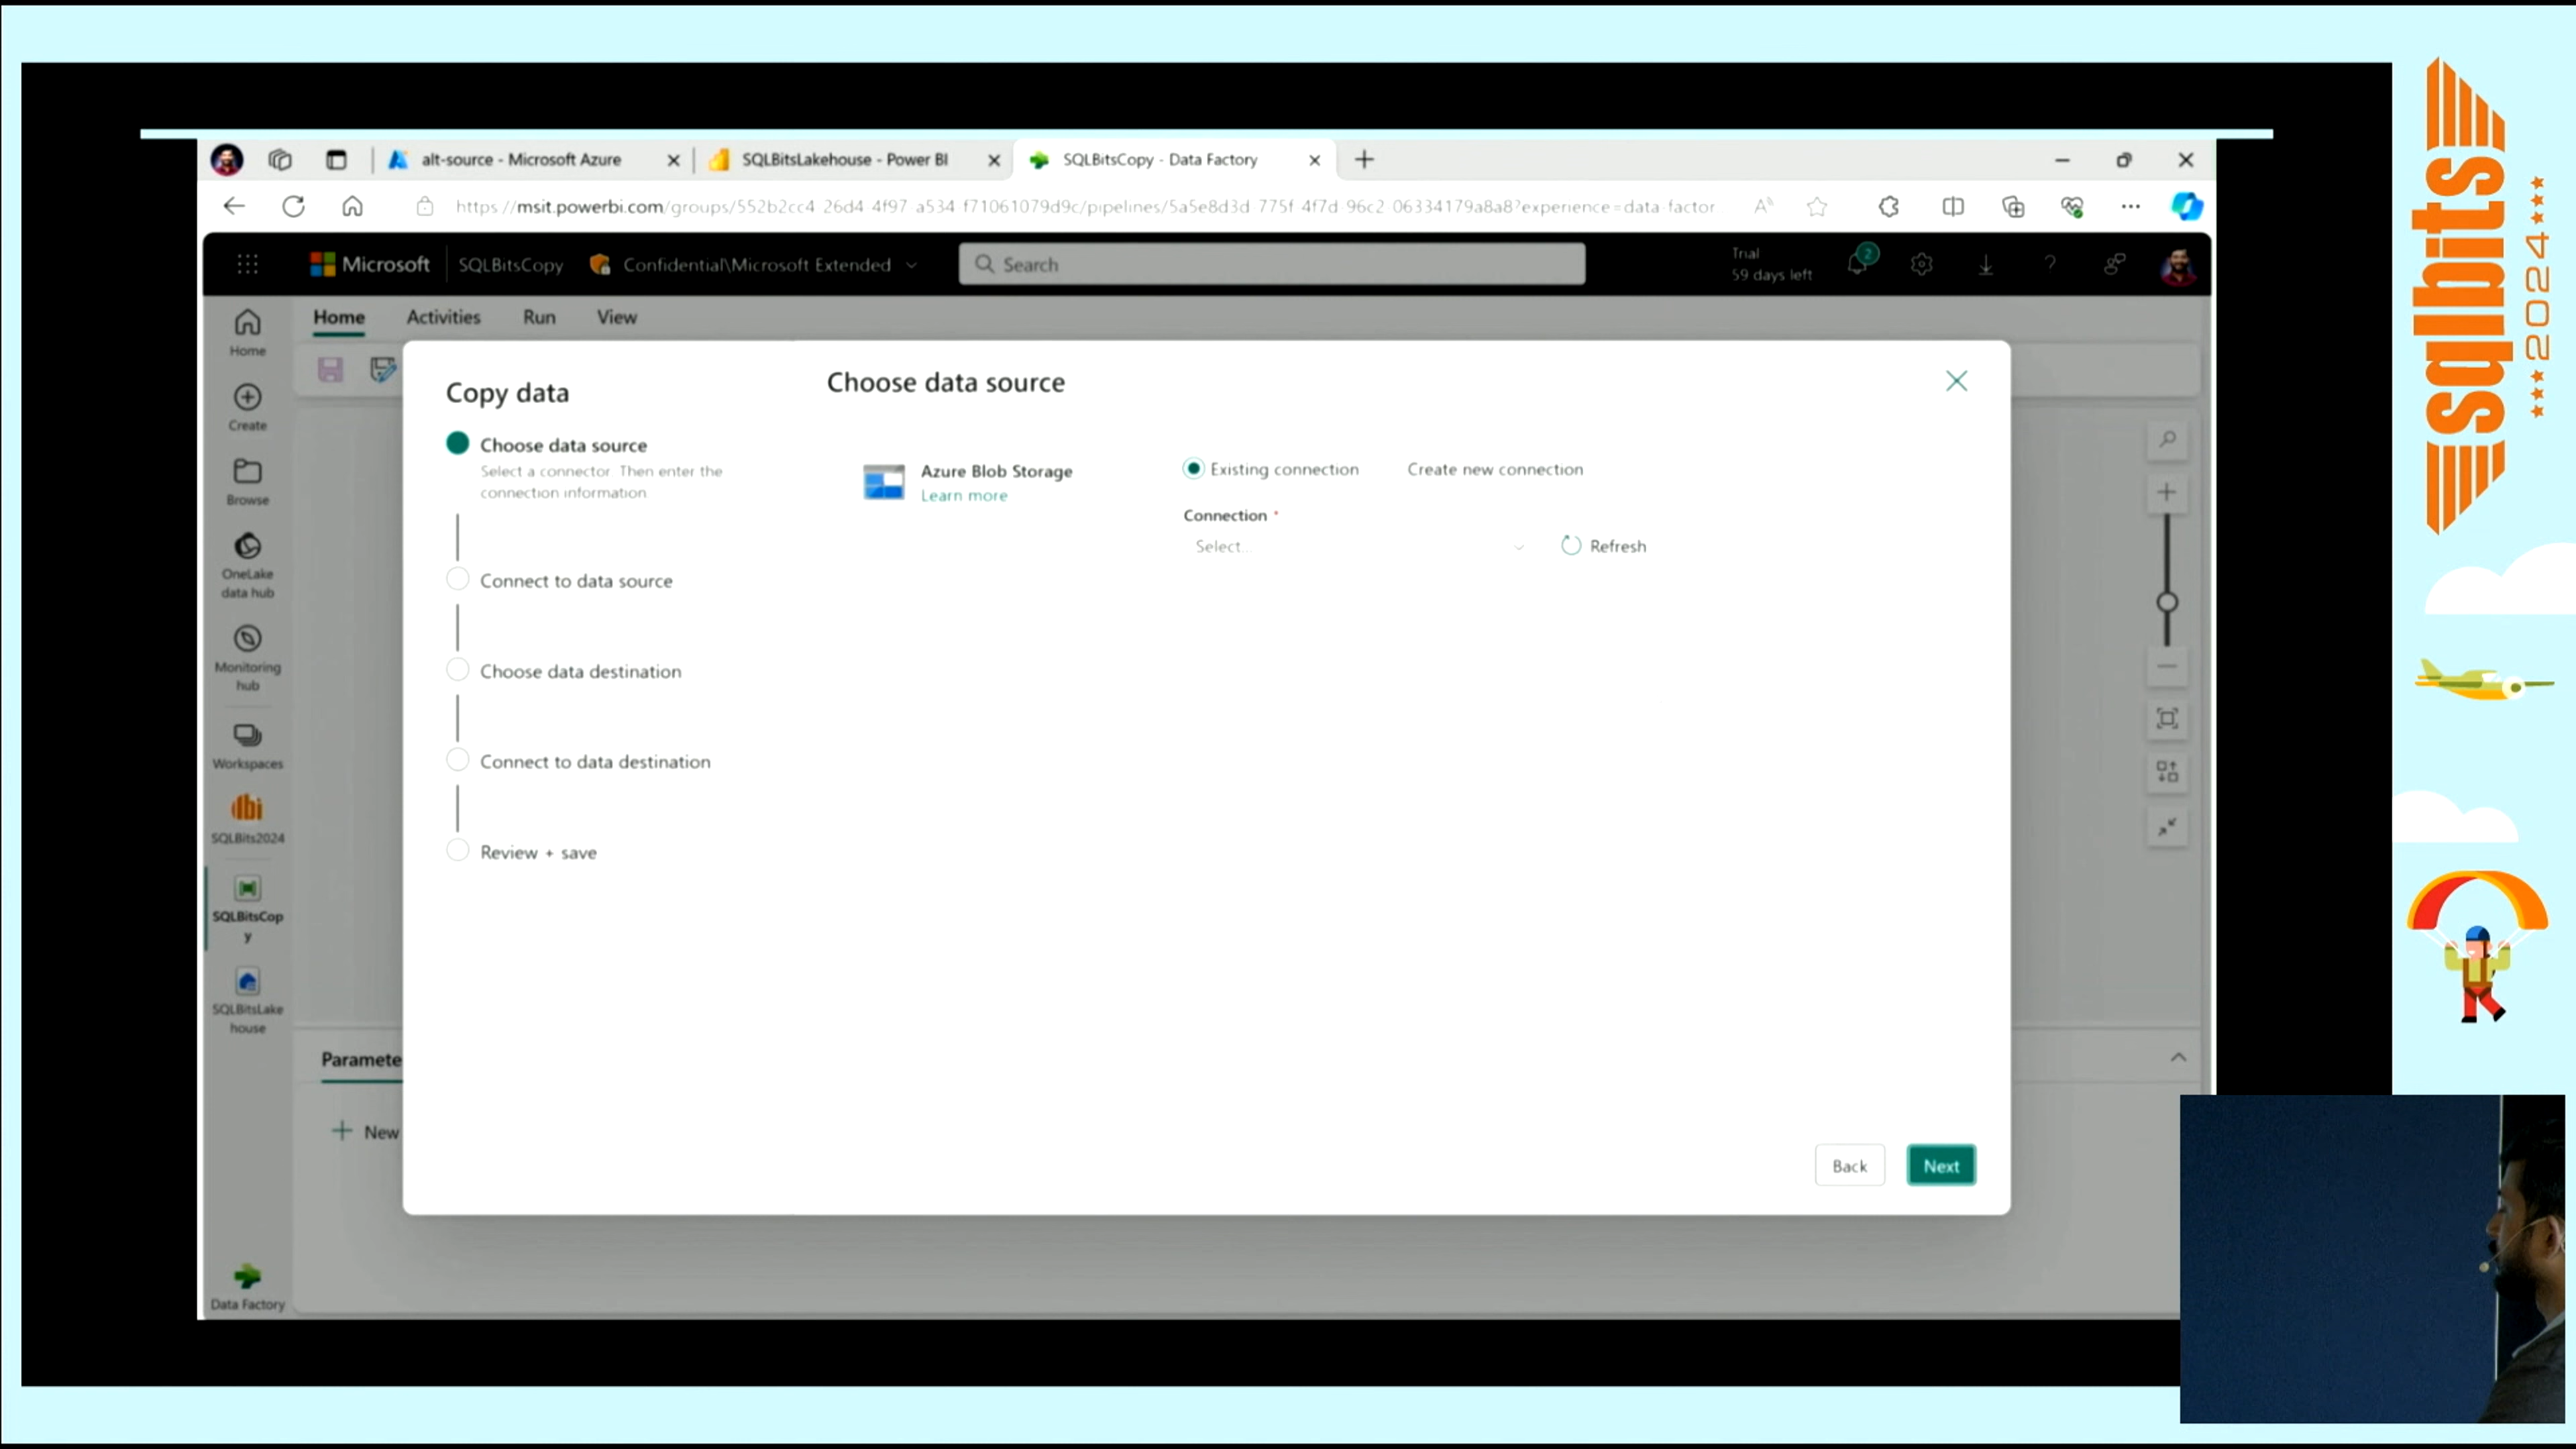 alt-source - Microsoft Azure
SQLBitsLakehouse - Power BI
SQLBitsCopy - Data Factory
https://msit.powerbi.com/groups/552b2cc4-26d4-4f97-a534-f71061079d9c/pipelines/5a5e8d3d-775f-4f7d-96c2-06334179a8a8?experience=data-factor
Microsoft
SQLBitsCopy
Confidential\Microsoft Extended
Search
Trial
59 days left
2
Home
Activities
Run
View
Home
Create
Browse
OneLake
data hub
Monitoring
hub
Workspaces
SQLBits2024
SQLBitsCop
y
SQLBitsLake
house
Data Factory
Copy data
Choose data source
Select a connector. Then enter the
connection information
Connect to data source
Choose data destination
Connect to data destination
Review + save
Choose data source
Azure Blob Storage
Learn more
Existing connection
Create new connection
Connection *
Select...
Refresh
Back
Next
Paramete
New
sqlbits
2024